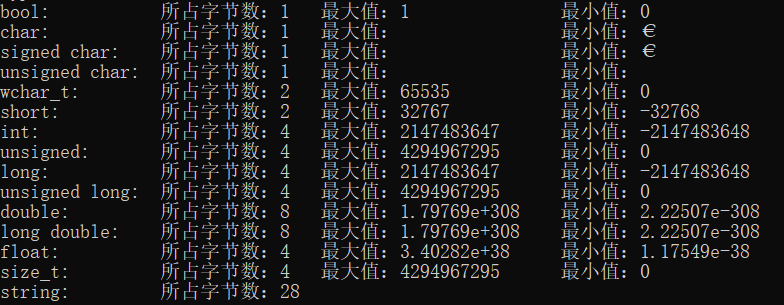 bool: 所占字节数：1 最大值：1 最小值：0
char: 所占字节数：1 最大值： 最小值：€
signed char: 所占字节数：1 最大值： 最小值：€
unsigned char: 所占字节数：1 最大值： 最小值：
wchar_t: 所占字节数：2 最大值：65535 最小值：0
short: 所占字节数：2 最大值：32767 最小值：-32768
int: 所占字节数：4 最大值：2147483647 最小值：-2147483648
unsigned: 所占字节数：4 最大值：4294967295 最小值：0
long: 所占字节数：4 最大值：2147483647 最小值：-2147483648
unsigned long: 所占字节数：4 最大值：4294967295 最小值：0
double: 所占字节数：8 最大值：1.79769e+308 最小值：2.22507e-308
long double: 所占字节数：8 最大值：1.79769e+308 最小值：2.22507e-308
float: 所占字节数：4 最大值：3.40282e+38 最小值：1.17549e-38
size_t: 所占字节数：4 最大值：4294967295 最小值：0
string: 所占字节数：28